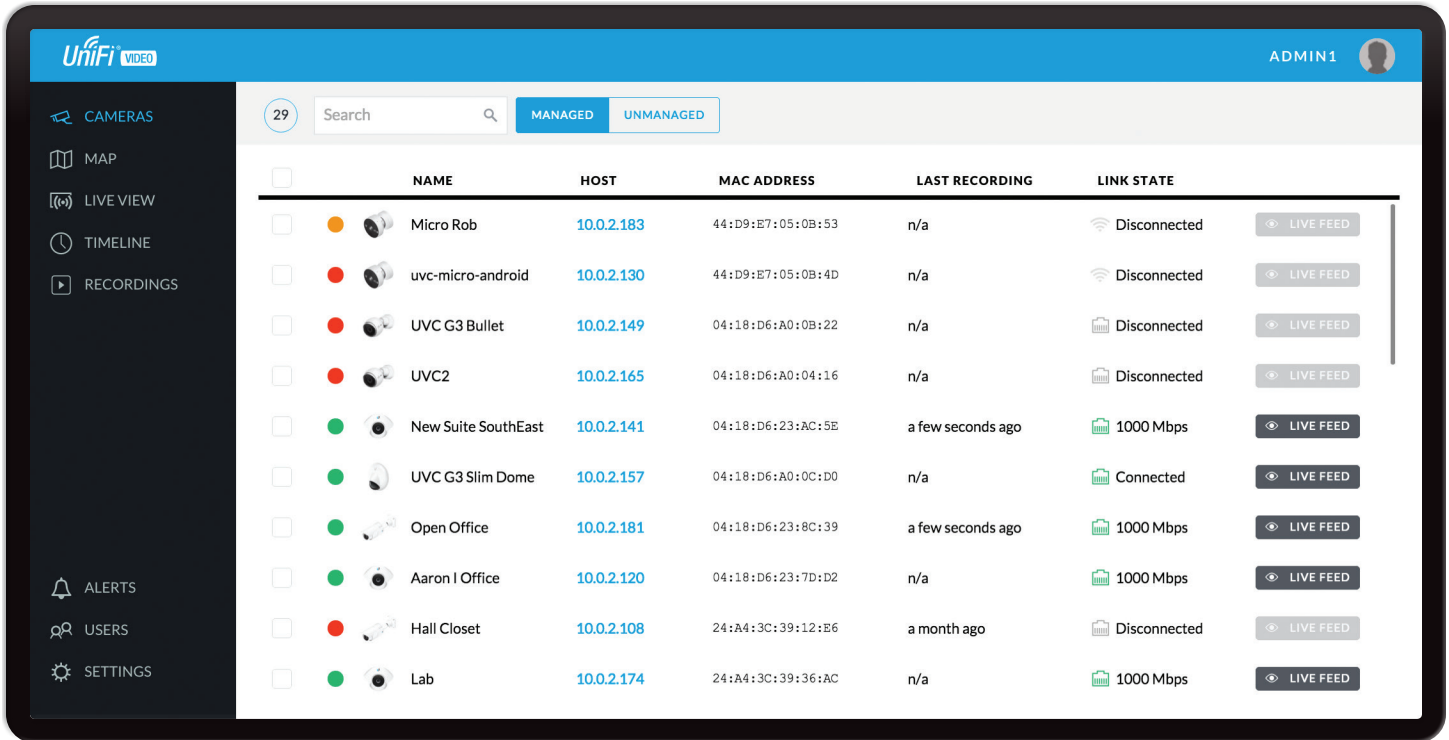 UniFi VIDEO
ADMIN1
CAMERAS
MAP
LIVE VIEW
TIMELINE
RECORDINGS
ALERTS
USERS
SETTINGS
29 Search MANAGED UNMANAGED
NAME HOST MAC ADDRESS LAST RECORDING LINK STATE
Micro Rob 10.0.2.183 44:D9:E7:05:0B:53 n/a Disconnected LIVE FEED
uvc-micro-android 10.0.2.130 44:D9:E7:05:0B:4D n/a Disconnected LIVE FEED
UVC G3 Bullet 10.0.2.149 04:18:D6:A0:0B:22 n/a Disconnected LIVE FEED
UVC2 10.0.2.165 04:18:D6:A0:04:16 n/a Disconnected LIVE FEED
New Suite SouthEast 10.0.2.141 04:18:D6:23:AC:5E a few seconds ago 1000 Mbps LIVE FEED
UVC G3 Slim Dome 10.0.2.157 04:18:D6:A0:0C:D0 n/a Connected LIVE FEED
Open Office 10.0.2.181 04:18:D6:23:8C:39 a few seconds ago 1000 Mbps LIVE FEED
Aaron I Office 10.0.2.120 04:18:D6:23:7D:D2 n/a 1000 Mbps LIVE FEED
Hall Closet 10.0.2.108 24:A4:3C:39:12:E6 a month ago Disconnected LIVE FEED
Lab 10.0.2.174 24:A4:3C:39:36:AC n/a 1000 Mbps LIVE FEED